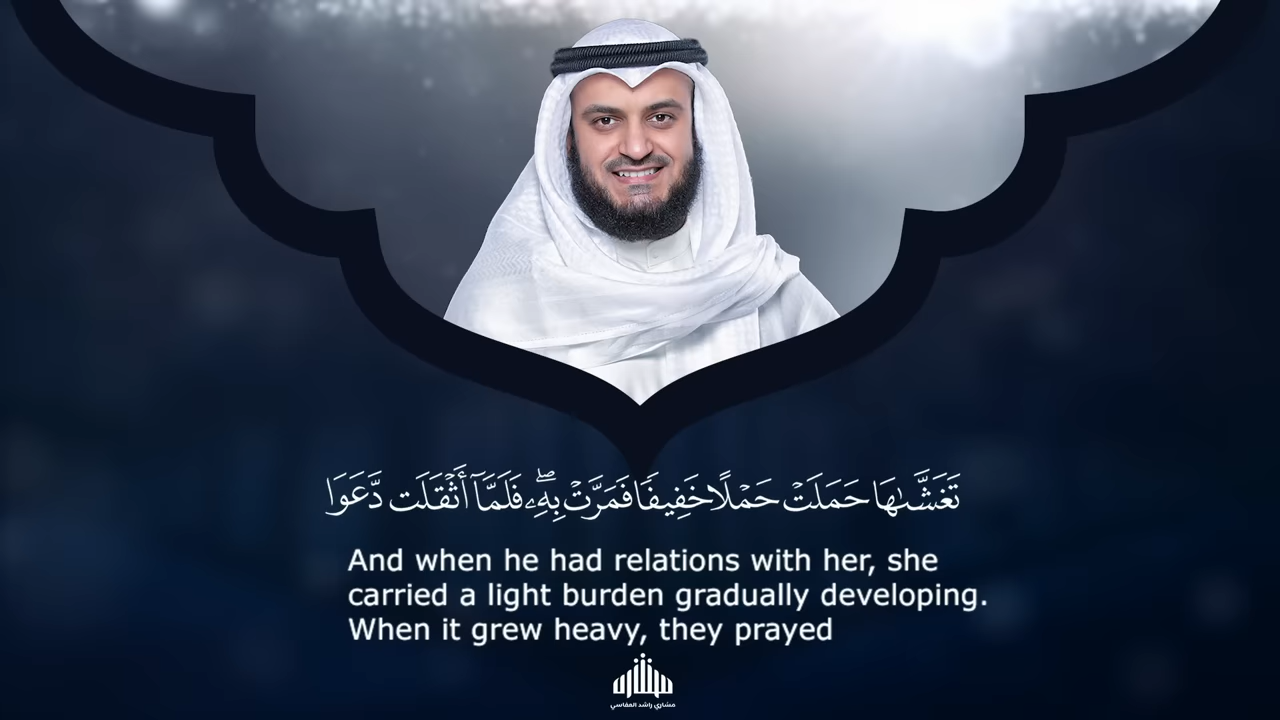 تَغَشَّىٰهَا حَمَلَتْ حَمْلًا خَفِيفًا فَمَرَّتْ بِهِۦۖ فَلَمَّآ أَثْقَلَت دَّعَوَا
And when he had relations with her, she
carried a light burden gradually developing.
When it grew heavy, they prayed
مشاري راشد العفاسي